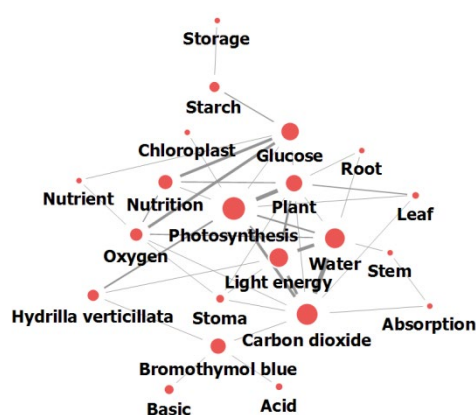 Storage
Starch
Chloroplast
Glucose
Root
Nutrient
Nutrition
Plant
Leaf
Photosynthesis
Oxygen
Water
Stem
Light energy
Hydrilla verticillata
Stoma
Absorption
Carbon dioxide
Bromothymol blue
Basic
Acid